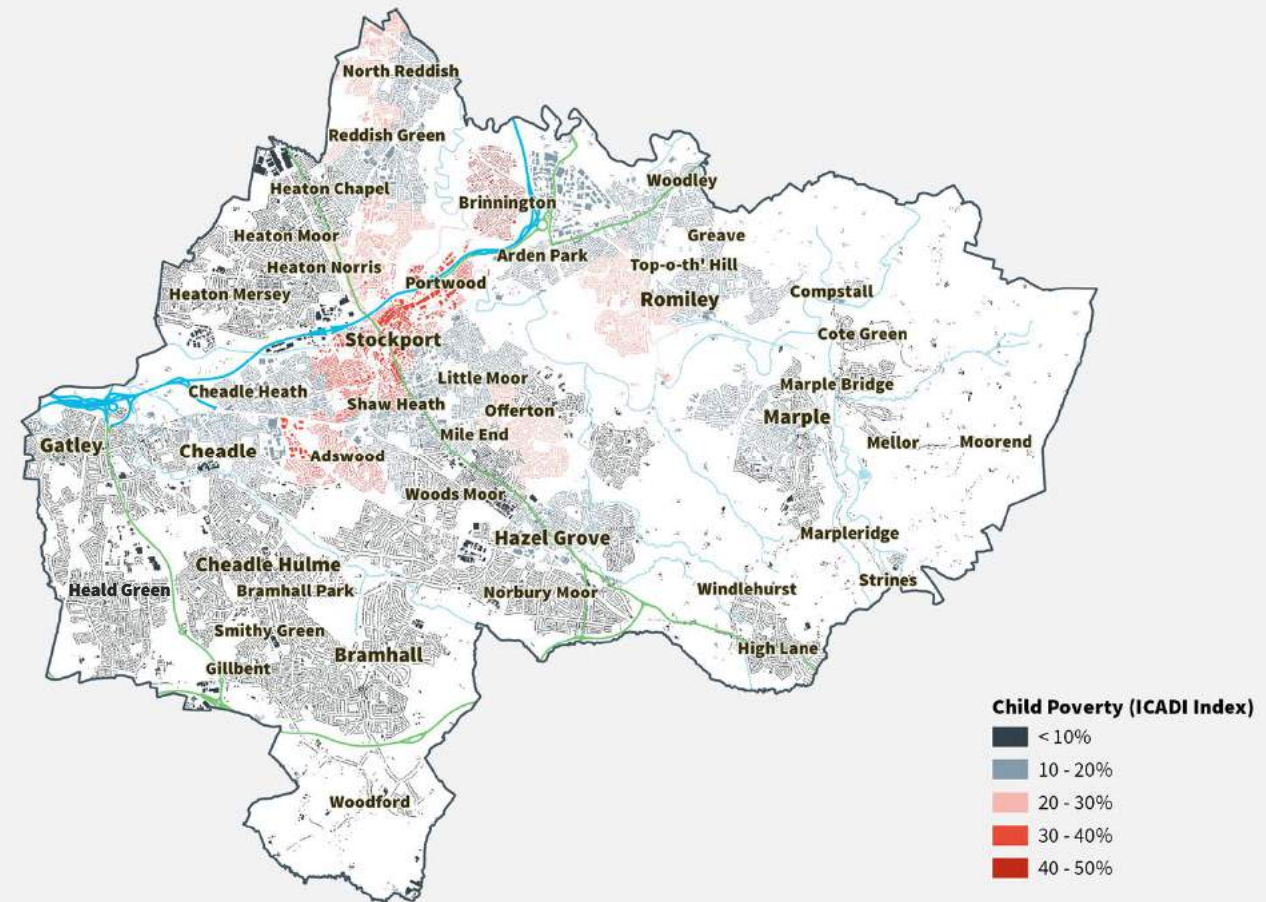 North Reddish
Reddish Green
Heaton Chapel
Woodley
Brinnington
Heaton Moor
Greave
Arden Park
Heaton Norris
Top-o-th' Hill
Portwood
Heaton Mersey
Romiley
Compstall
Cote Green
Stockport
Little Moor
Marple Bridge
Cheadle Heath
Shaw Heath
Offerton
Marple
Mile End
Gatley
Cheadle
Adswood
Mellor
Moorend
Woods Moor
Marpleridge
Hazel Grove
Cheadle Hulme
Strines
Heald Green
Bramhall Park
Norbury Moor
Windlehurst
Smithy Green
High Lane
Bramhall
Gillbent
Woodford
Child Poverty (ICADI Index)
< 10%
10 - 20%
20 - 30%
30 - 40%
40 - 50%